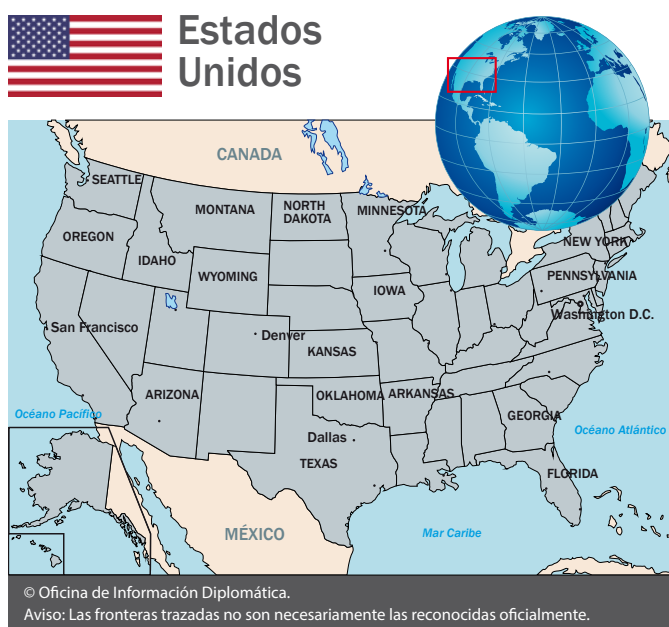 Estados
Unidos
CANADA
SEATTLE
MONTANA
NORTH
DAKOTA
MINNESOTA
OREGON
IDAHO
WYOMING
IOWA
NEW YORK
PENNSYLVANIA
Washington D.C.
San Francisco
Denver
KANSAS
ARIZONA
OKLAHOMA
ARKANSAS
GEORGIA
Océano Pacífico
Océano Atlántico
Dallas
TEXAS
FLORIDA
MÉXICO
Mar Caribe
© Oficina de Información Diplomática.
Aviso: Las fronteras trazadas no son necesariamente las reconocidas oficialmente.